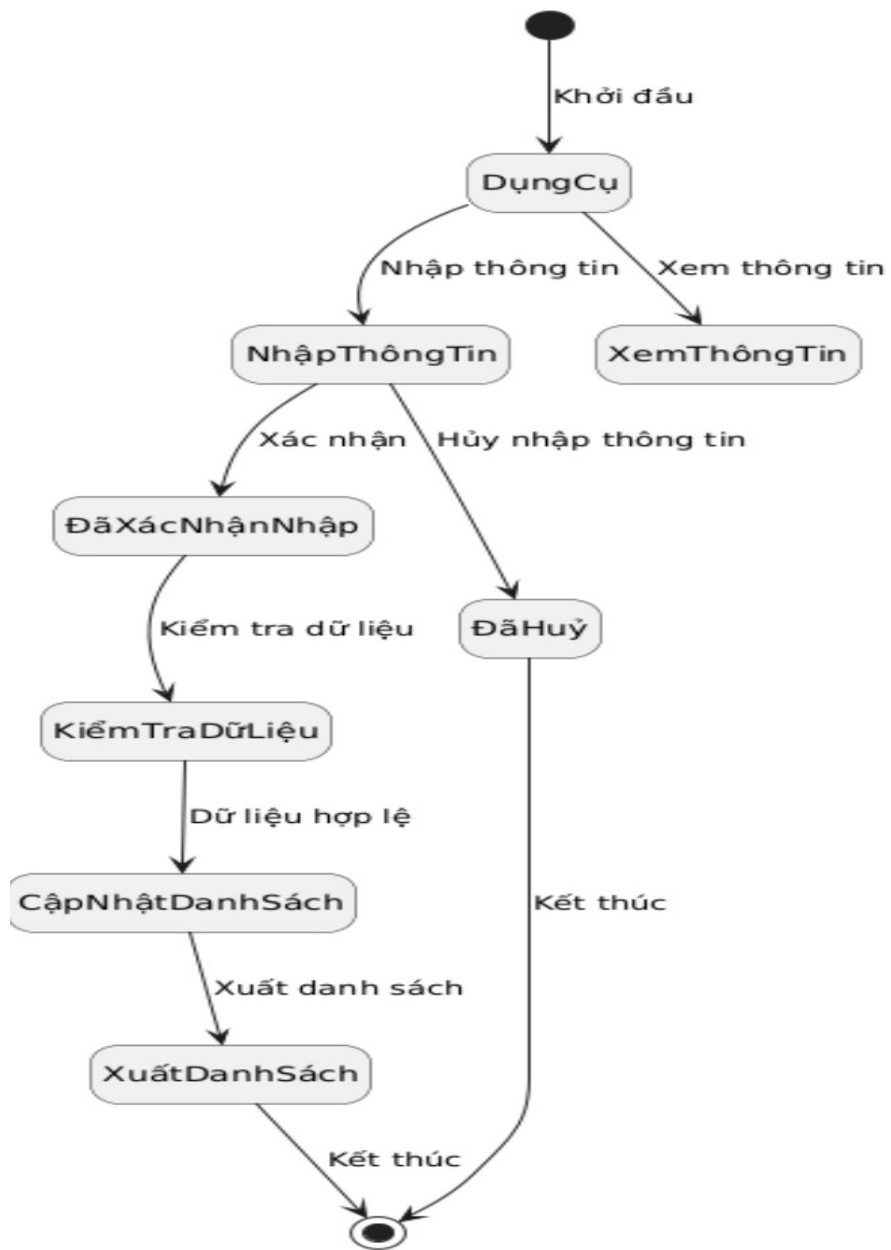 Khởi đầu
DụngCụ
Nhập thông tin
Xem thông tin
NhậpThôngTin
XemThôngTin
Xác nhận
Hủy nhập thông tin
ĐãXácNhậnNhập
Kiểm tra dữ liệu
ĐãHuỷ
KiểmTraDữLiệu
Dữ liệu hợp lệ
CậpNhậtDanhSách
Kết thúc
Xuất danh sách
XuấtDanhSách
Kết thúc